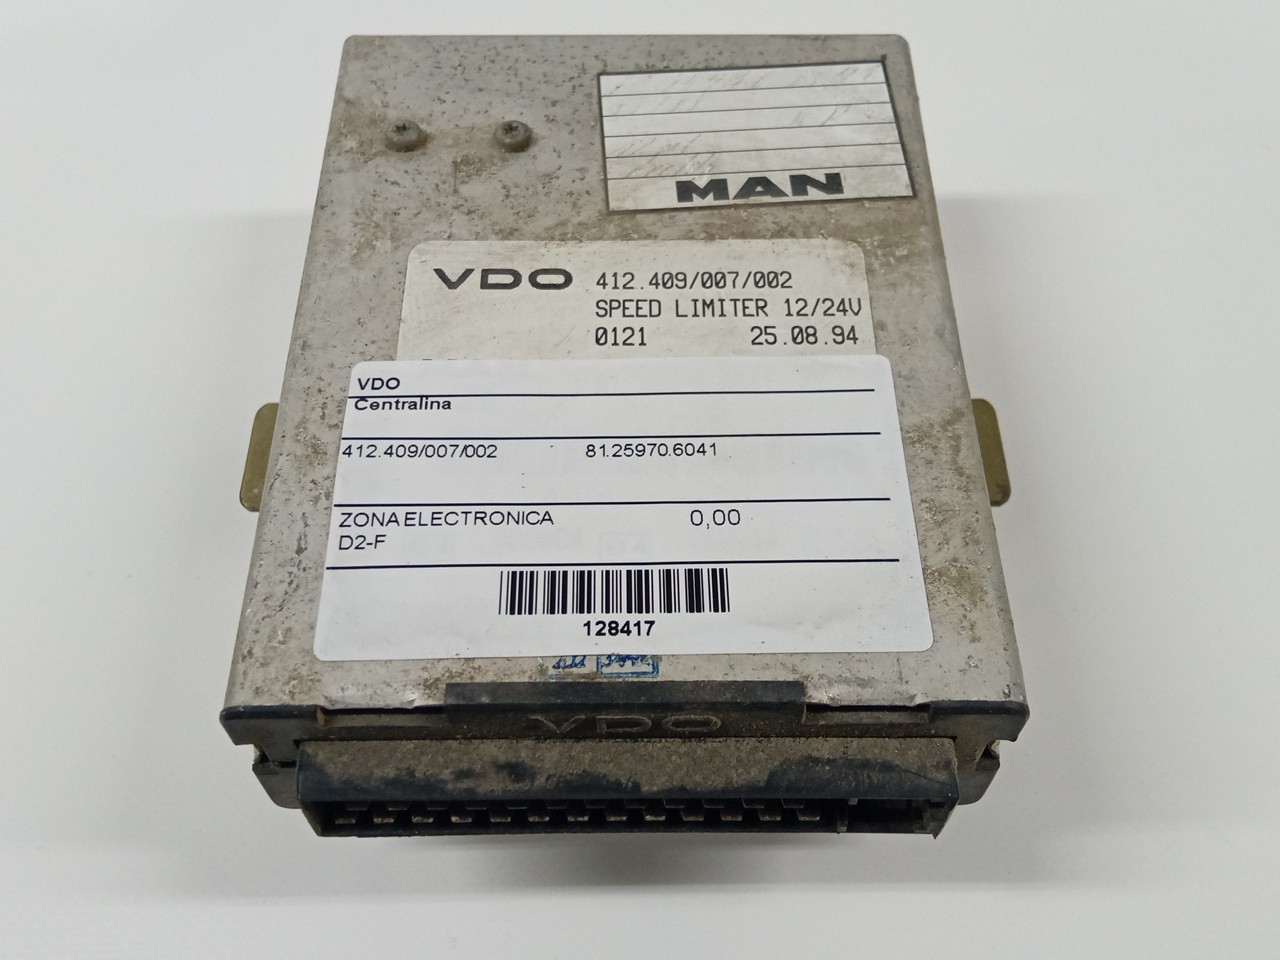 MAN
VDO 412.409/007/002
SPEED LIMITER 12/24V
0121 25.08.94
VDO
Centralina
412.409/007/002 81.25970.6041
ZONA ELECTRONICA 0,00
D2-F
128417
VDO